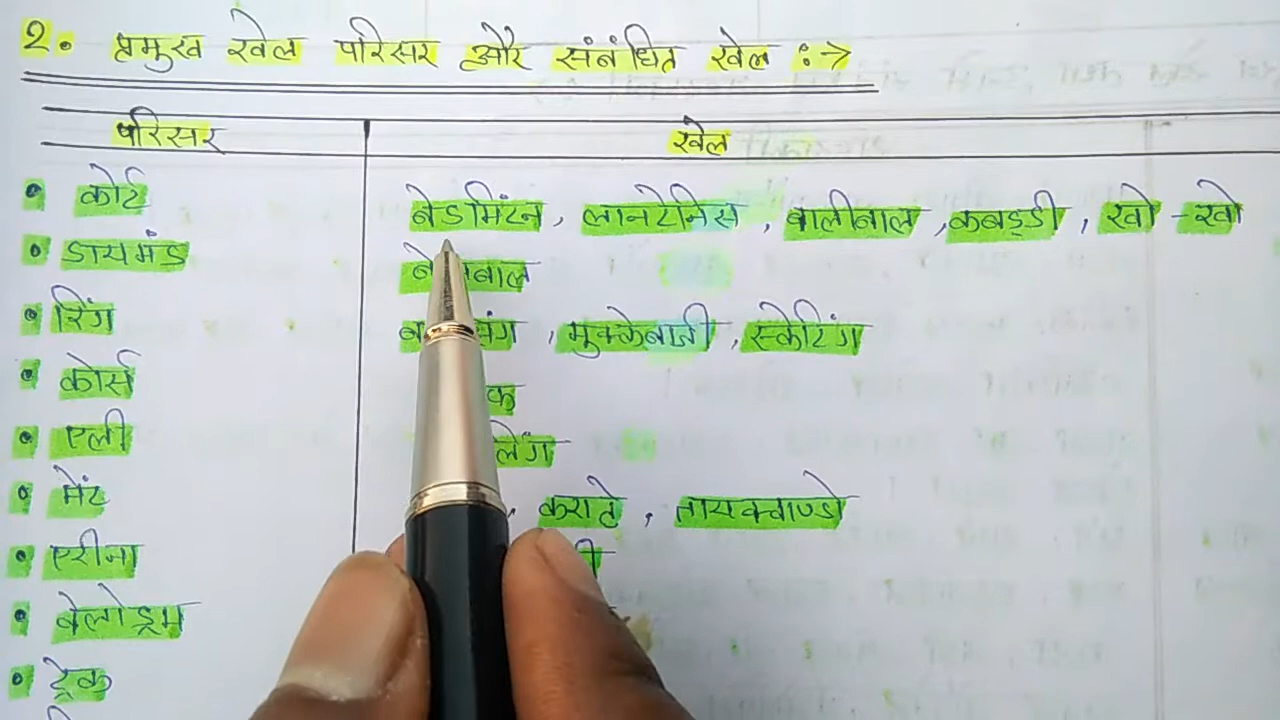 2. प्रमुख खेल परिसर और संबंधित खेल :→
परिसर खेल
• कोर्ट बेडमिंटन, लानटेनिस, बालीबाल, कबड्डी, खो-खो
• डायमंड
• रिंग मुक्केबाजी, स्केटिंग
• कोर्स
• एली
• मेंट , कराटे, तायक्वाण्डो
• एरीना
• बेलोड्रम
• ट्रेक